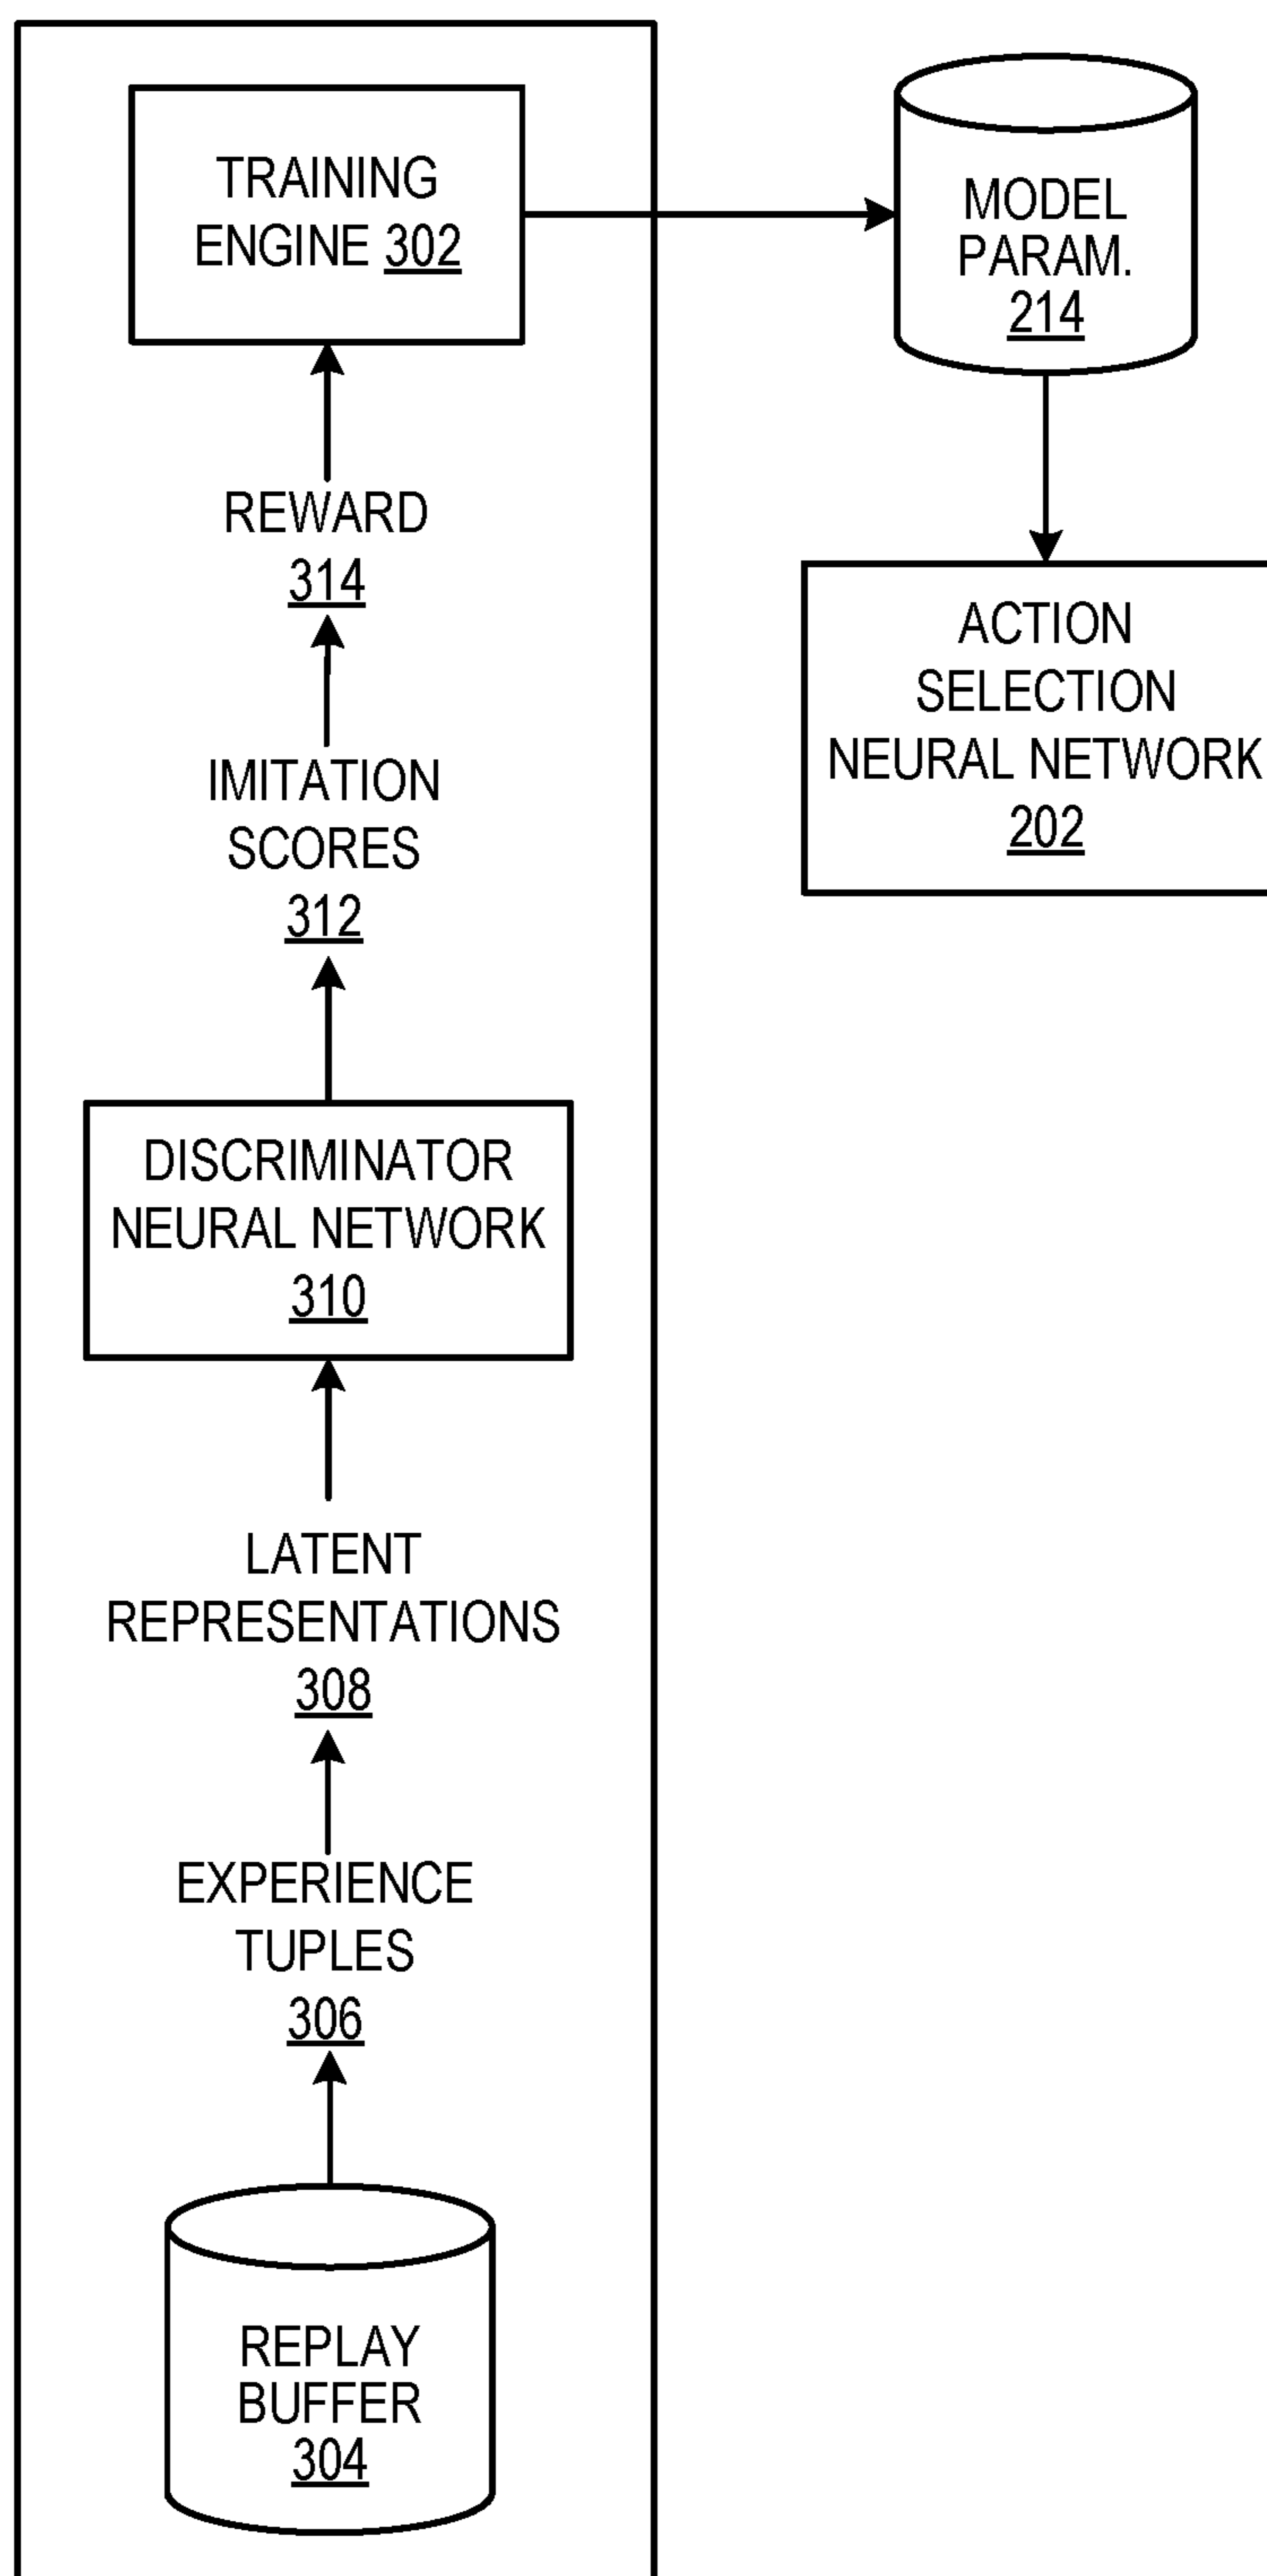 TRAINING
ENGINE 302
MODEL
PARAM.
214
REWARD
314
ACTION
SELECTION
NEURAL NETWORK
202
IMITATION
SCORES
312
DISCRIMINATOR
NEURAL NETWORK
310
LATENT
REPRESENTATIONS
308
EXPERIENCE
TUPLES
306
REPLAY
BUFFER
304